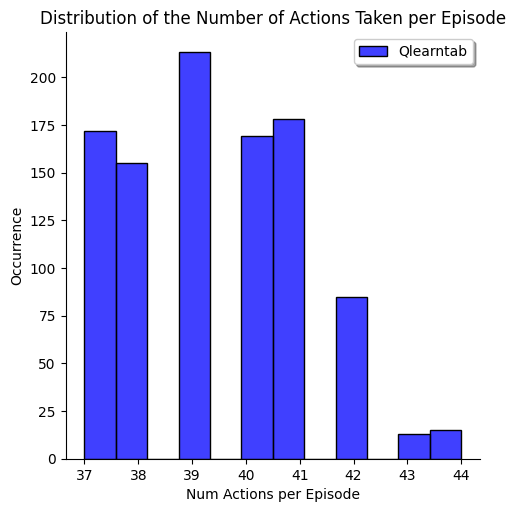 Distribution of the Number of Actions Taken per Episode
Qlearntab
200
175
150
125
100
75
50
25
0
Occurrence
37 38 39 40 41 42 43 44
Num Actions per Episode